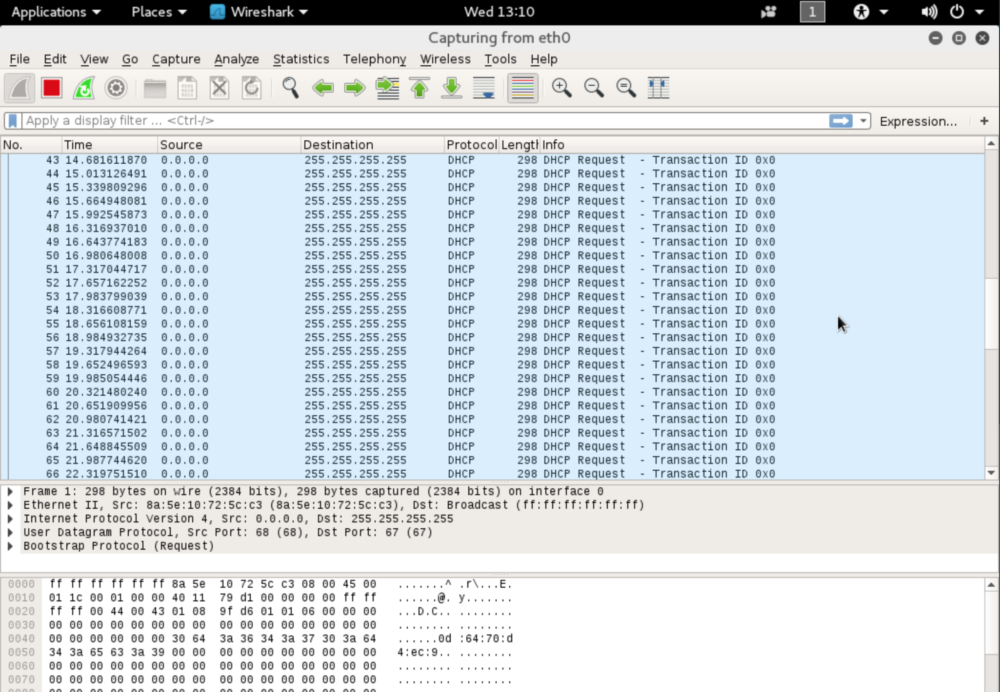 Applications Places Wireshark Wed 13:10 1
Capturing from eth0
File Edit View Go Capture Analyze Statistics Telephony Wireless Tools Help
Apply a display filter ... <Ctrl-/> Expression... +
No. Time Source Destination Protocol Length Info
43 14.681611870 0.0.0.0 255.255.255.255 DHCP 298 DHCP Request - Transaction ID 0x0
44 15.013126491 0.0.0.0 255.255.255.255 DHCP 298 DHCP Request - Transaction ID 0x0
45 15.339809296 0.0.0.0 255.255.255.255 DHCP 298 DHCP Request - Transaction ID 0x0
46 15.664948081 0.0.0.0 255.255.255.255 DHCP 298 DHCP Request - Transaction ID 0x0
47 15.992545873 0.0.0.0 255.255.255.255 DHCP 298 DHCP Request - Transaction ID 0x0
48 16.316937010 0.0.0.0 255.255.255.255 DHCP 298 DHCP Request - Transaction ID 0x0
49 16.643774183 0.0.0.0 255.255.255.255 DHCP 298 DHCP Request - Transaction ID 0x0
50 16.980648008 0.0.0.0 255.255.255.255 DHCP 298 DHCP Request - Transaction ID 0x0
51 17.317044717 0.0.0.0 255.255.255.255 DHCP 298 DHCP Request - Transaction ID 0x0
52 17.657162252 0.0.0.0 255.255.255.255 DHCP 298 DHCP Request - Transaction ID 0x0
53 17.983799039 0.0.0.0 255.255.255.255 DHCP 298 DHCP Request - Transaction ID 0x0
54 18.316608771 0.0.0.0 255.255.255.255 DHCP 298 DHCP Request - Transaction ID 0x0
55 18.656108159 0.0.0.0 255.255.255.255 DHCP 298 DHCP Request - Transaction ID 0x0
56 18.984932735 0.0.0.0 255.255.255.255 DHCP 298 DHCP Request - Transaction ID 0x0
57 19.317944264 0.0.0.0 255.255.255.255 DHCP 298 DHCP Request - Transaction ID 0x0
58 19.652496593 0.0.0.0 255.255.255.255 DHCP 298 DHCP Request - Transaction ID 0x0
59 19.985054446 0.0.0.0 255.255.255.255 DHCP 298 DHCP Request - Transaction ID 0x0
60 20.321480240 0.0.0.0 255.255.255.255 DHCP 298 DHCP Request - Transaction ID 0x0
61 20.651909956 0.0.0.0 255.255.255.255 DHCP 298 DHCP Request - Transaction ID 0x0
62 20.980741421 0.0.0.0 255.255.255.255 DHCP 298 DHCP Request - Transaction ID 0x0
63 21.316571502 0.0.0.0 255.255.255.255 DHCP 298 DHCP Request - Transaction ID 0x0
64 21.648845509 0.0.0.0 255.255.255.255 DHCP 298 DHCP Request - Transaction ID 0x0
65 21.987744620 0.0.0.0 255.255.255.255 DHCP 298 DHCP Request - Transaction ID 0x0
66 22.319751510 0.0.0.0 255.255.255.255 DHCP 298 DHCP Request - Transaction ID 0x0
Frame 1: 298 bytes on wire (2384 bits), 298 bytes captured (2384 bits) on interface 0
Ethernet II, Src: 8a:5e:10:72:5c:c3 (8a:5e:10:72:5c:c3), Dst: Broadcast (ff:ff:ff:ff:ff:ff)
Internet Protocol Version 4, Src: 0.0.0.0, Dst: 255.255.255.255
User Datagram Protocol, Src Port: 68 (68), Dst Port: 67 (67)
Bootstrap Protocol (Request)
0000 ff ff ff ff ff ff 8a 5e 10 72 5c c3 08 00 45 00 .......^ .r\...E.
0010 01 1c 00 01 00 00 40 11 79 d1 00 00 00 00 ff ff ......@. y.......
0020 ff ff 00 44 00 43 01 08 9f d6 01 01 06 00 00 00 ...D.C.. ........
0030 00 00 00 00 00 00 00 00 00 00 00 00 00 00 00 00 ........ ........
0040 00 00 00 00 00 00 30 64 3a 36 34 3a 37 30 3a 64 ......0d :64:70:d
0050 34 3a 65 63 3a 39 00 00 00 00 00 00 00 00 00 00 4:ec:9.. ........
0060 00 00 00 00 00 00 00 00 00 00 00 00 00 00 00 00 ........ ........
0070 00 00 00 00 00 00 00 00 00 00 00 00 00 00 00 00 ........ ........